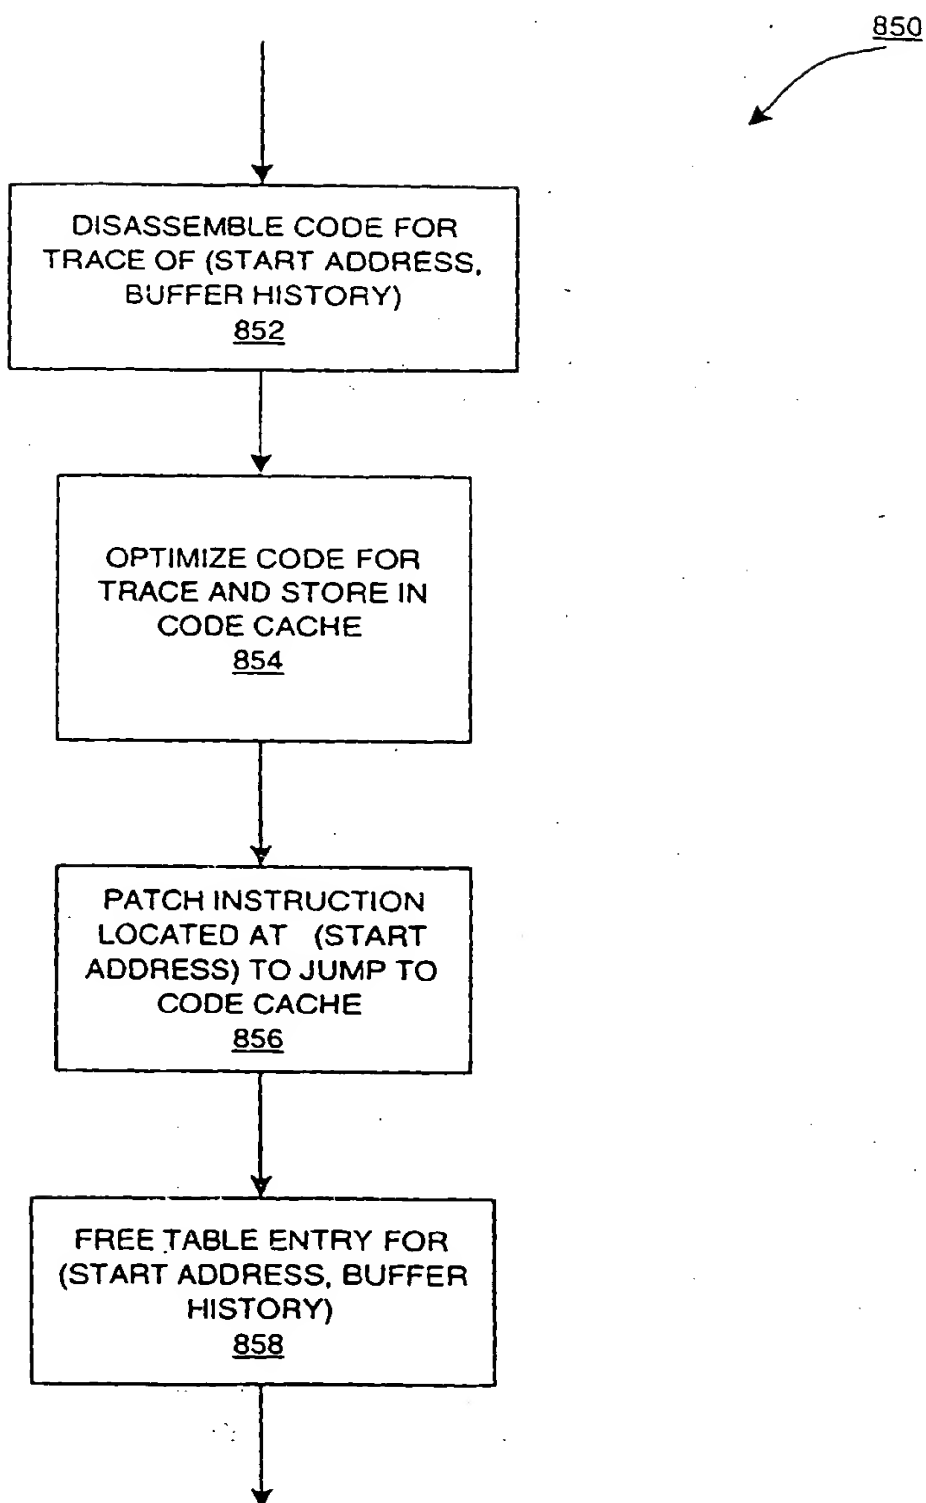 850
DISASSEMBLE CODE FOR
TRACE OF (START ADDRESS,
BUFFER HISTORY)
852
OPTIMIZE CODE FOR
TRACE AND STORE IN
CODE CACHE
854
PATCH INSTRUCTION
LOCATED AT (START
ADDRESS) TO JUMP TO
CODE CACHE
856
FREE TABLE ENTRY FOR
(START ADDRESS, BUFFER
HISTORY)
858